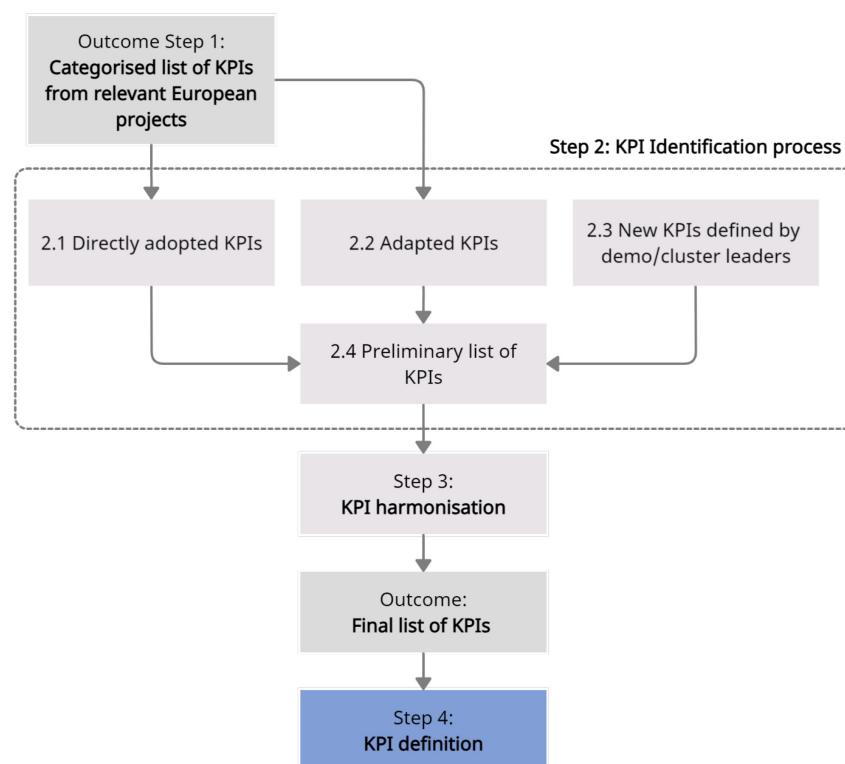 Outcome Step 1:
Categorised list of KPIs
from relevant European
projects
Step 2: KPI Identification process
2.1 Directly adopted KPIs
2.2 Adapted KPIs
2.3 New KPIs defined by
demo/cluster leaders
2.4 Preliminary list of
KPIs
Step 3:
KPI harmonisation
Outcome:
Final list of KPIs
Step 4:
KPI definition